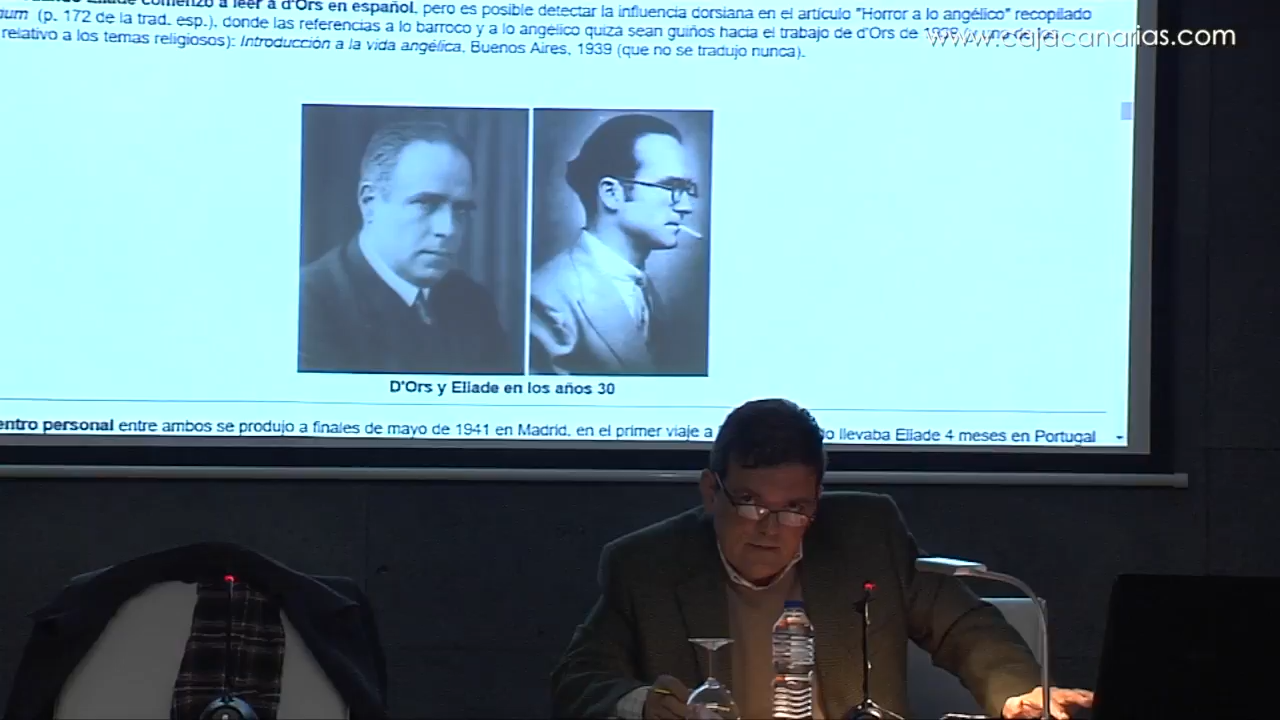 comenzó a leer a d'Ors en español, pero es posible detectar la influencia dorsiana en el artículo "Horror a lo angélico" recopilado
(p. 172 de la trad. esp.), donde las referencias a lo barroco y a lo angélico quizá sean guiños hacia el trabajo de d'Ors de
www.cajacanarias.com
relativo a los temas religiosos): Introducción a la vida angélica, Buenos Aires, 1939 (que no se tradujo nunca).
D'Ors y Eliade en los años 30
entro personal entre ambos se produjo a finales de mayo de 1941 en Madrid, en el primer viaje a llevaba Eliade 4 meses en Portugal